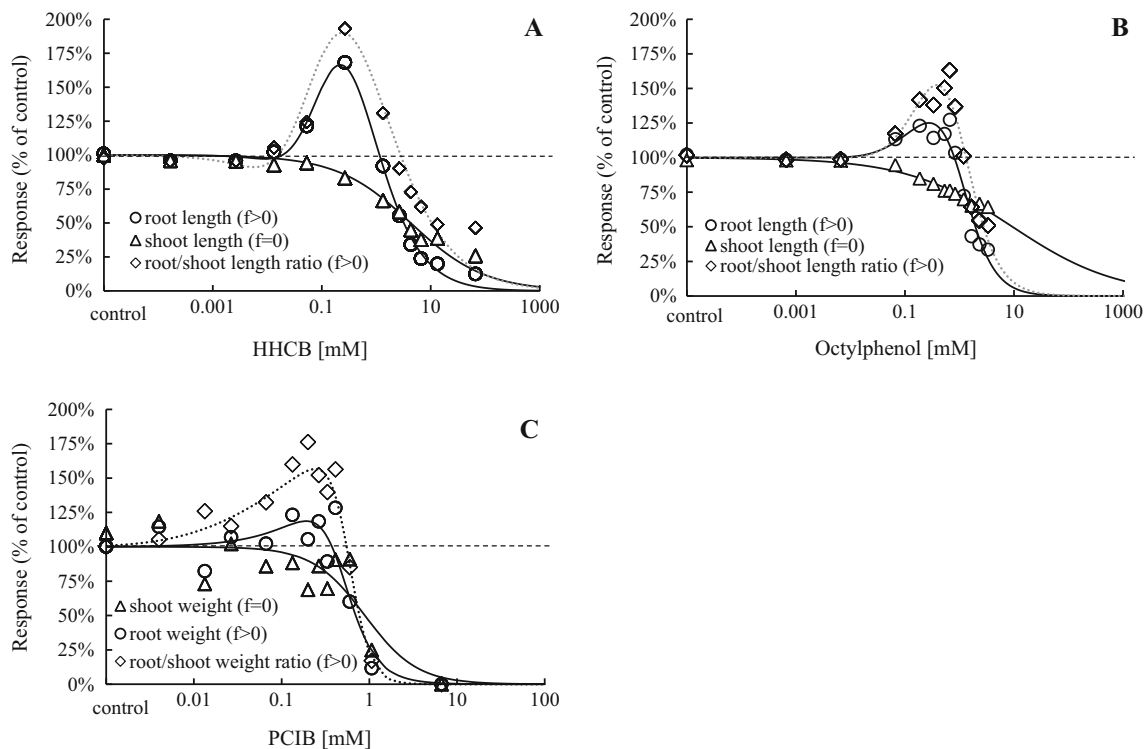 A
Response (% of control)
200%
175%
150%
125%
100%
75%
50%
25%
0%
root length (f>0)
shoot length (f=0)
root/shoot length ratio (f>0)
control
0.001
0.1
10
1000
HHCB [mM]
B
Response (% of control)
200%
175%
150%
125%
100%
75%
50%
25%
0%
root length (f>0)
shoot length (f=0)
root/shoot length ratio (f>0)
control
0.001
0.1
10
1000
Octylphenol [mM]
C
Response (% of control)
200%
175%
150%
125%
100%
75%
50%
25%
0%
shoot weight (f=0)
root weight (f>0)
root/shoot weight ratio (f>0)
control
0.01
0.1
1
10
100
PCIB [mM]